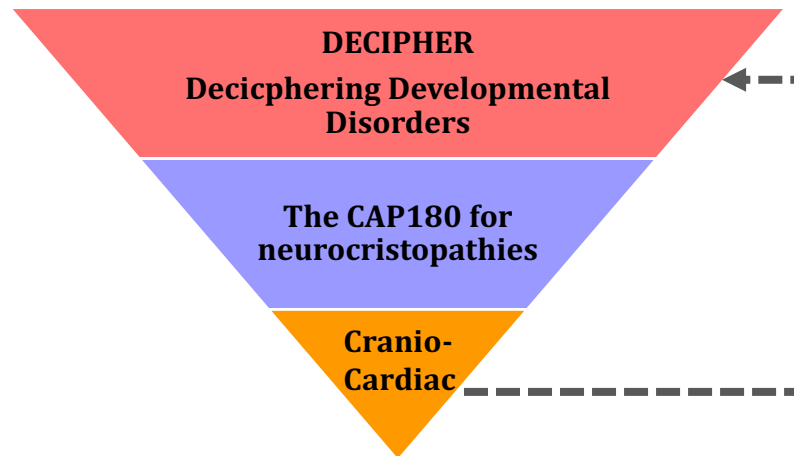 DECIPHER
Decicphering Developmental
Disorders
The CAP180 for
neurocristopathies
Cranio-
Cardiac